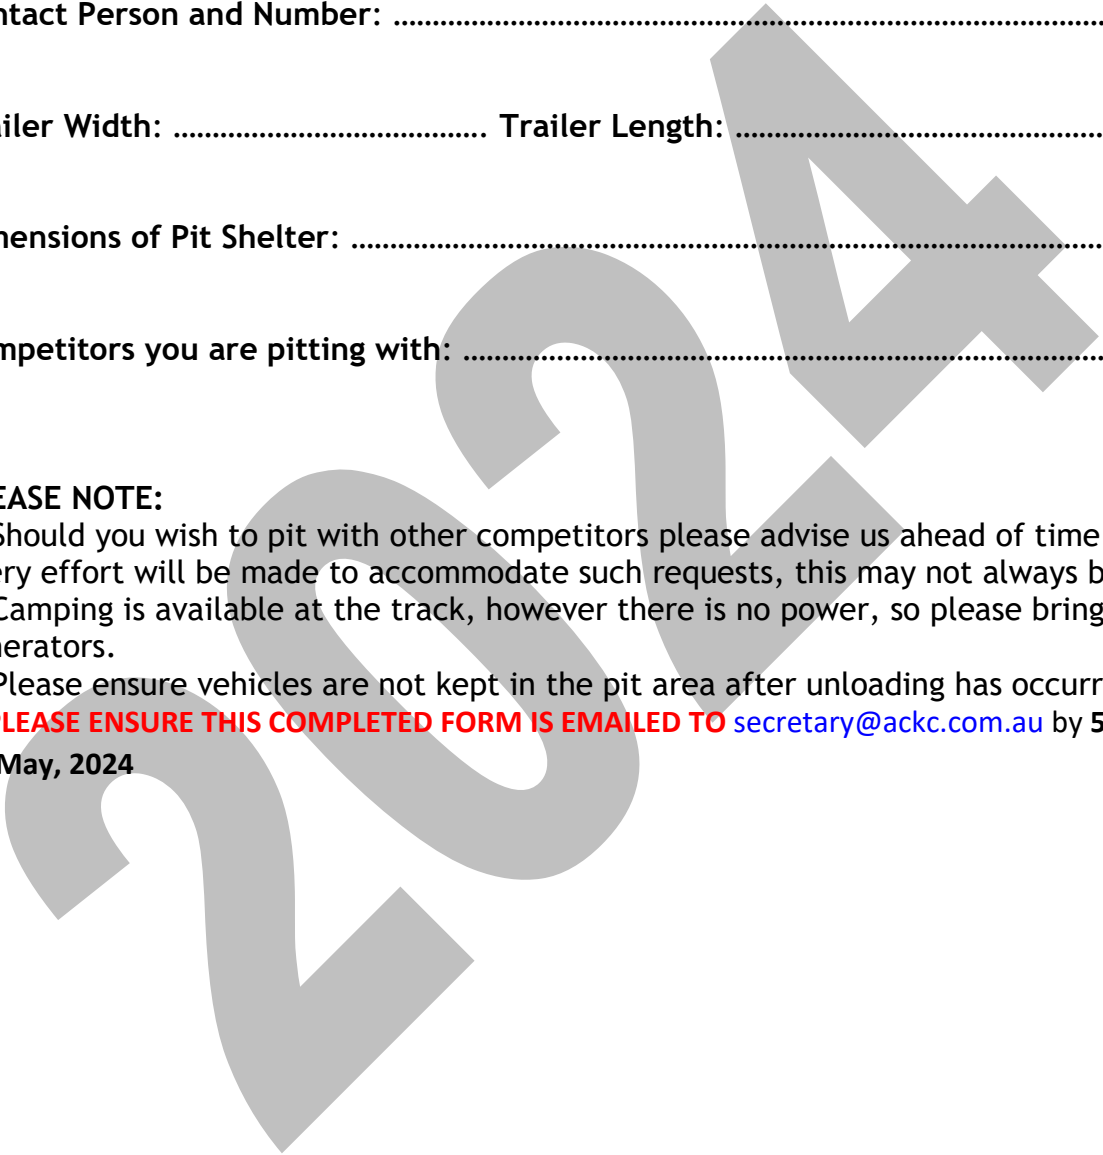 ntact Person and Number: ……………………………………………………………………………
iler Width: …………………………………. Trailer Length: …………………………………………
ensions of Pit Shelter: ……………………………………………………………………………………
mpetitors you are pitting with: ………………………………………………………………………
EASE NOTE:
Should you wish to pit with other competitors please advise us ahead of time
ery effort will be made to accommodate such requests, this may not always b
Camping is available at the track, however there is no power, so please bring
nerators.
Please ensure vehicles are not kept in the pit area after unloading has occurr
PLEASE ENSURE THIS COMPLETED FORM IS EMAILED TO secretary@ackc.com.au by 5
May, 2024
2024